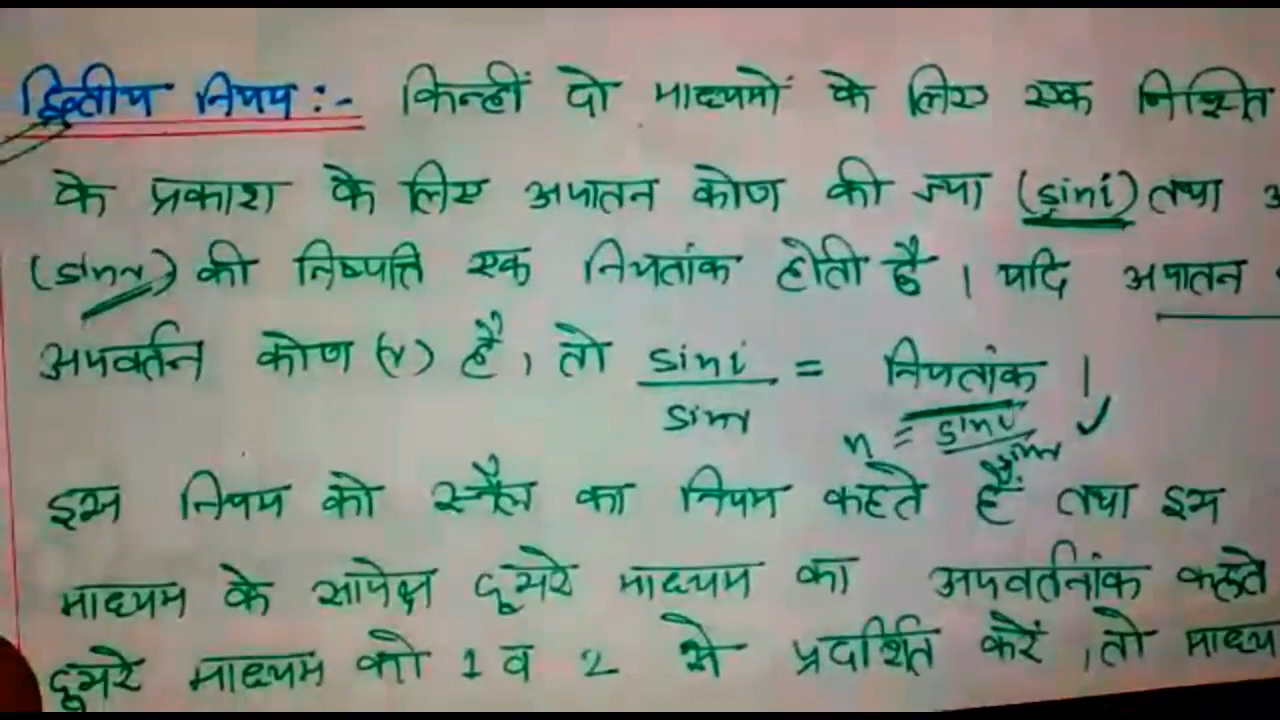 द्वितीय नियम :- किन्हीं दो माध्यमों के लिए एक निश्चित
के प्रकाश के लिए आपतन कोण की ज्या (sini) तथा अ
(sinr) की निष्पत्ति एक नियतांक होती है । यदि आपतन
अपवर्तन कोण (r) है, तो sini/sinr = नियतांक ।
n = sini/sinr
इस नियम को स्नैल का नियम कहते हैं तथा इस
माध्यम के सापेक्ष दूसरे माध्यम का अपवर्तनांक कहते
दूसरे माध्यम को 1 व 2 से प्रदर्शित करें, तो माध्य